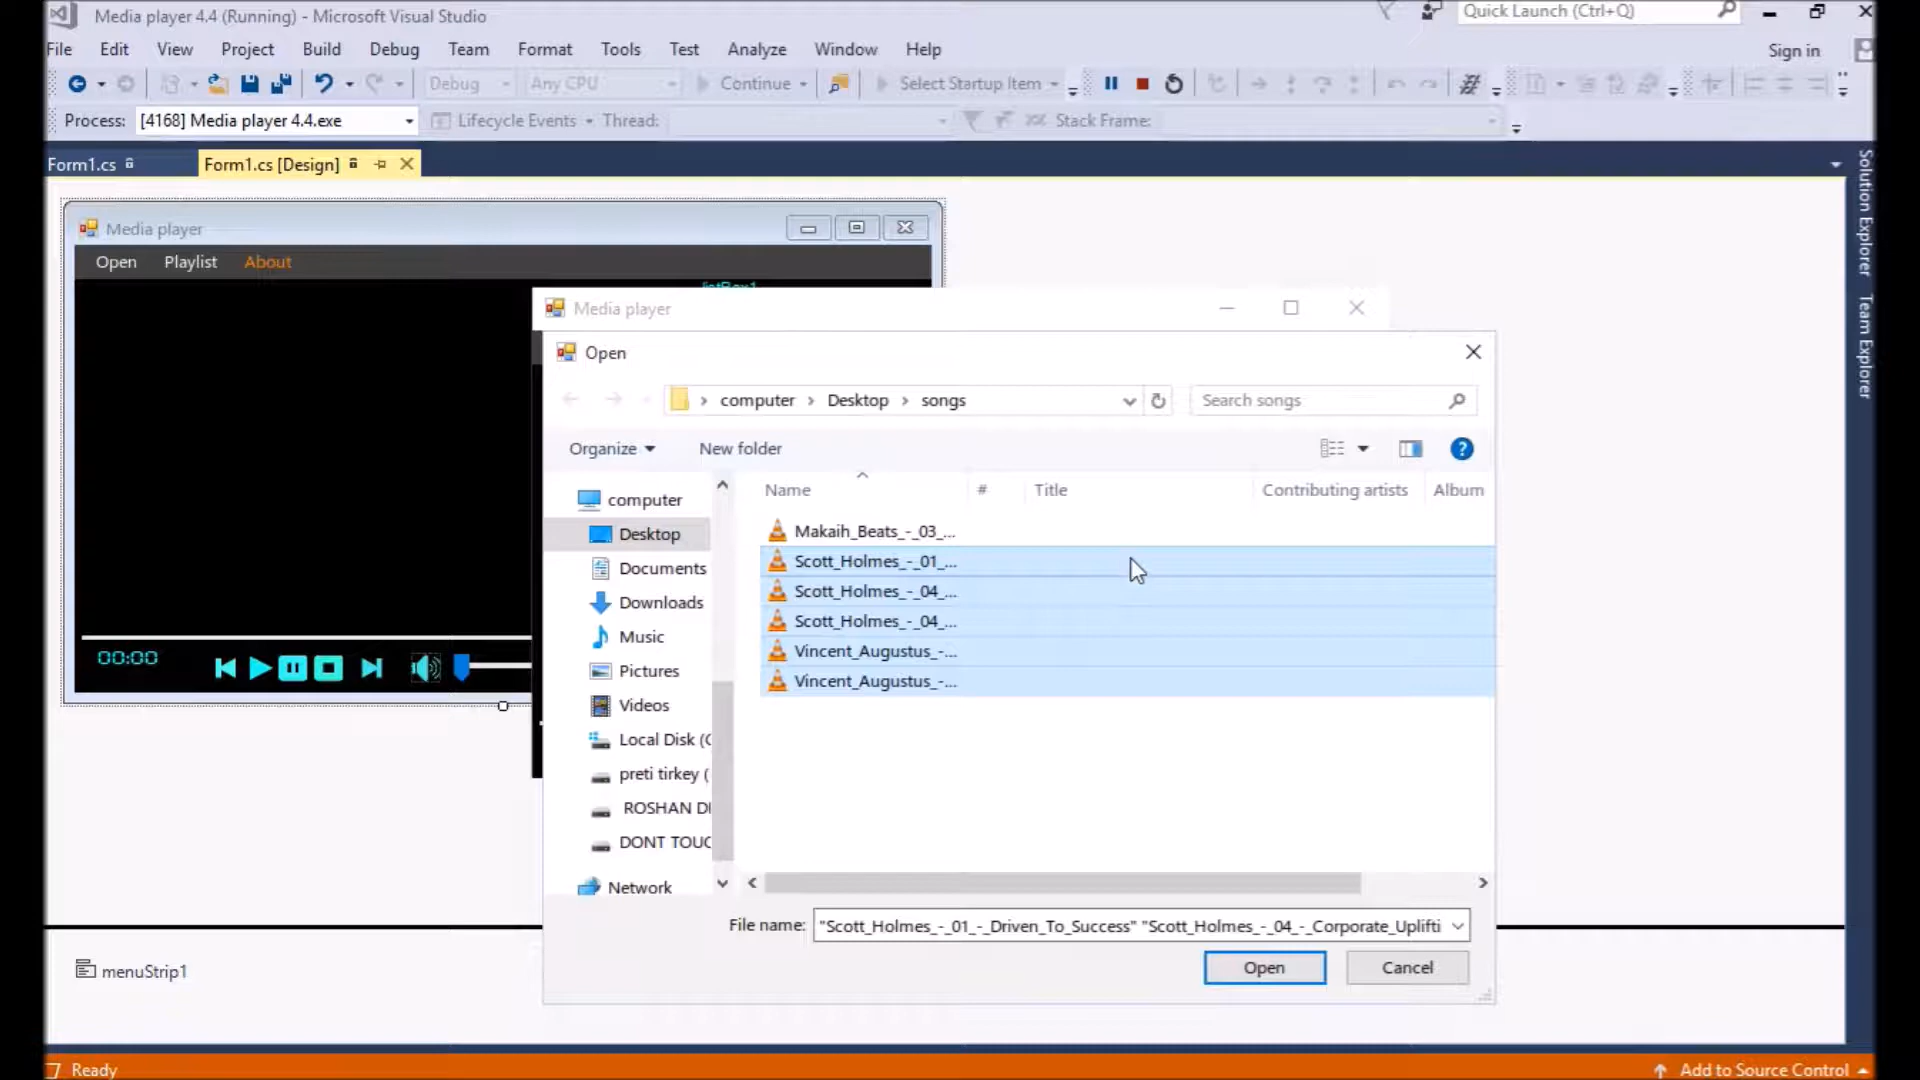 Media player 4.4 (Running) - Microsoft Visual Studio
Quick Launch (Ctrl+Q)
File Edit View Project Build Debug Team Format Tools Test Analyze Window Help
Sign in
Debug Any CPU Continue Select Startup Item
Process: [4168] Media player 4.4.exe Lifecycle Events Thread: Stack Frame:
Form1.cs Form1.cs [Design]
Solution Explorer
Team Explorer
Media player
Open Playlist About
listBox1
00:00
Media player
Open
computer Desktop songs
Search songs
Organize New folder
Name # Title Contributing artists Album
computer
Desktop
Documents
Downloads
Music
Pictures
Videos
Local Disk (C
preti tirkey (
ROSHAN DI
DONT TOUC
Network
Makaih_Beats_-_03_...
Scott_Holmes_-_01_...
Scott_Holmes_-_04_...
Scott_Holmes_-_04_...
Vincent_Augustus_-...
Vincent_Augustus_-...
File name: "Scott_Holmes_-_01_-_Driven_To_Success" "Scott_Holmes_-_04_-_Corporate_Uplifti
Open Cancel
menuStrip1
Ready
Add to Source Control